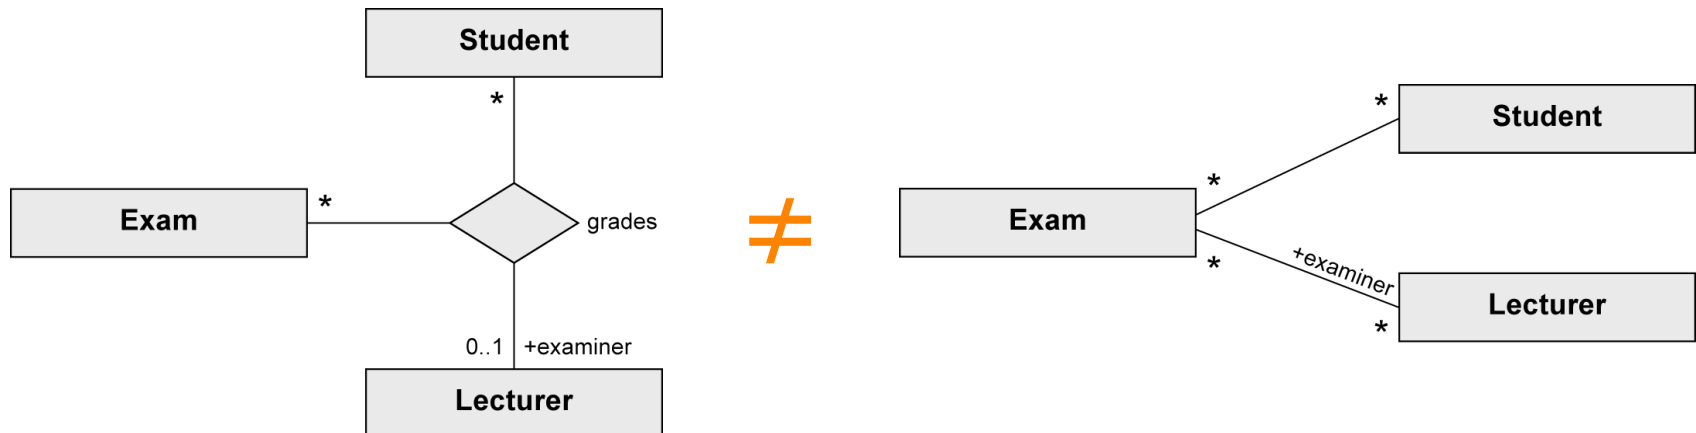 Student
*
Exam
*
grades
0..1 +examiner
Lecturer
≠
Student
*
*
Exam
*
+examiner
*
Lecturer